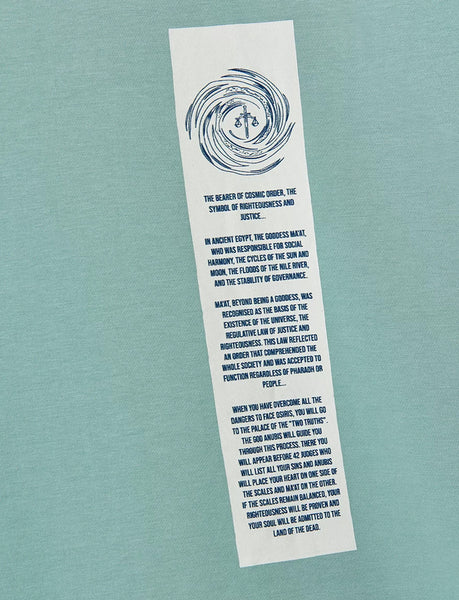 THE BEARER OF COSMIC ORDER, THE
SYMBOL OF RIGHTEOUSNESS AND
JUSTICE...
IN ANCIENT EGYPT, THE GODDESS MA'AT,
WHO WAS RESPONSIBLE FOR SOCIAL
HARMONY, THE CYCLES OF THE SUN AND
MOON, THE FLOODS OF THE NILE RIVER,
AND THE STABILITY OF GOVERNANCE.
MA'AT, BEYOND BEING A GODDESS, WAS
RECOGNISED AS THE BASIS OF THE
EXISTENCE OF THE UNIVERSE, THE
REGULATIVE LAW OF JUSTICE AND
RIGHTEOUSNESS. THIS LAW REFLECTED
AN ORDER THAT COMPREHENDED THE
WHOLE SOCIETY AND WAS ACCEPTED TO
FUNCTION REGARDLESS OF PHARAOH OR
PEOPLE...
WHEN YOU HAVE OVERCOME ALL THE
DANGERS TO FACE OSIRIS, YOU WILL GO
TO THE PALACE OF THE "TWO TRUTHS".
THE GOD ANUBIS WILL GUIDE YOU
THROUGH THIS PROCESS. THERE YOU
WILL APPEAR BEFORE 42 JUDGES WHO
WILL LIST ALL YOUR SINS AND ANUBIS
WILL PLACE YOUR HEART ON ONE SIDE OF
THE SCALES AND MA'AT ON THE OTHER.
IF THE SCALES REMAIN BALANCED, YOUR
RIGHTEOUSNESS WILL BE PROVEN AND
YOUR SOUL WILL BE ADMITTED TO THE
LAND OF THE DEAD.